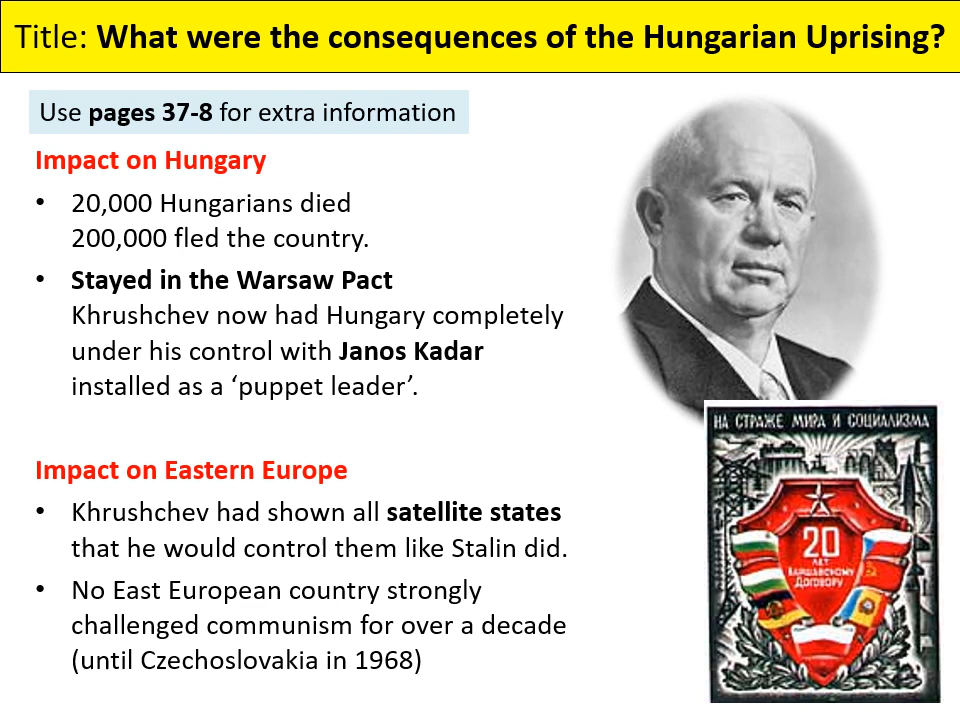 Title: What were the consequences of the Hungarian Uprising?
Use pages 37-8 for extra information
Impact on Hungary
• 20,000 Hungarians died
200,000 fled the country.
• Stayed in the Warsaw Pact
Khrushchev now had Hungary completely
under his control with Janos Kadar
installed as a ‘puppet leader’.
Impact on Eastern Europe
• Khrushchev had shown all satellite states
that he would control them like Stalin did.
• No East European country strongly
challenged communism for over a decade
(until Czechoslovakia in 1968)
НА СТРАЖЕ МИРА И СОЦИАЛИЗМА
20
ЛЕТ
ВАРШАВСКОМУ
ДОГОВОРУ